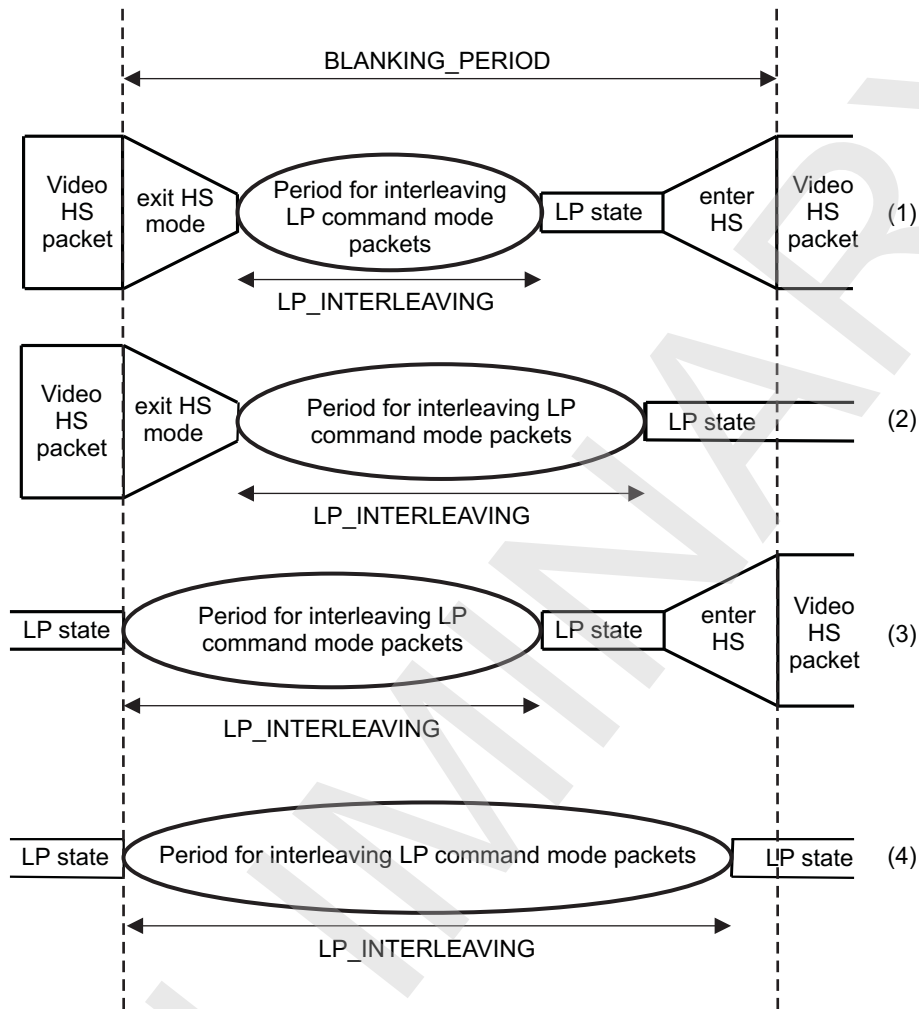 BLANKING_PERIOD
Video
HS
packet
exit HS
mode
Period for interleaving
LP command mode
packets
LP state
enter
HS
Video
HS
packet
(1)
LP_INTERLEAVING
Video
HS
packet
exit HS
mode
Period for interleaving LP
command mode packets
LP state
(2)
LP_INTERLEAVING
LP state
Period for interleaving LP
command mode packets
LP state
enter
HS
Video
HS
packet
(3)
LP_INTERLEAVING
LP state
Period for interleaving LP command mode packets
LP state
(4)
LP_INTERLEAVING
IMINARY